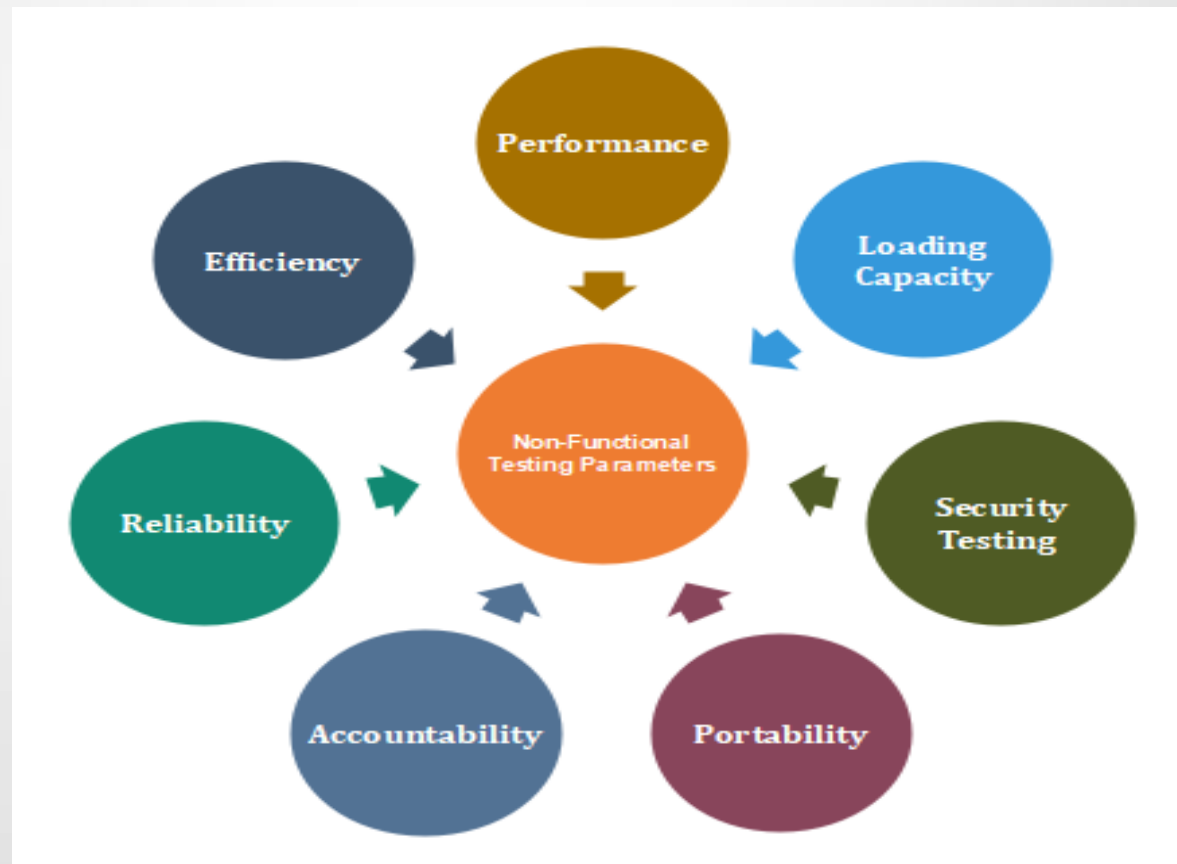 Performance
Loading
Capacity
Security
Testing
Portability
Accountability
Reliability
Efficiency
Non-Functional
Testing Parameters